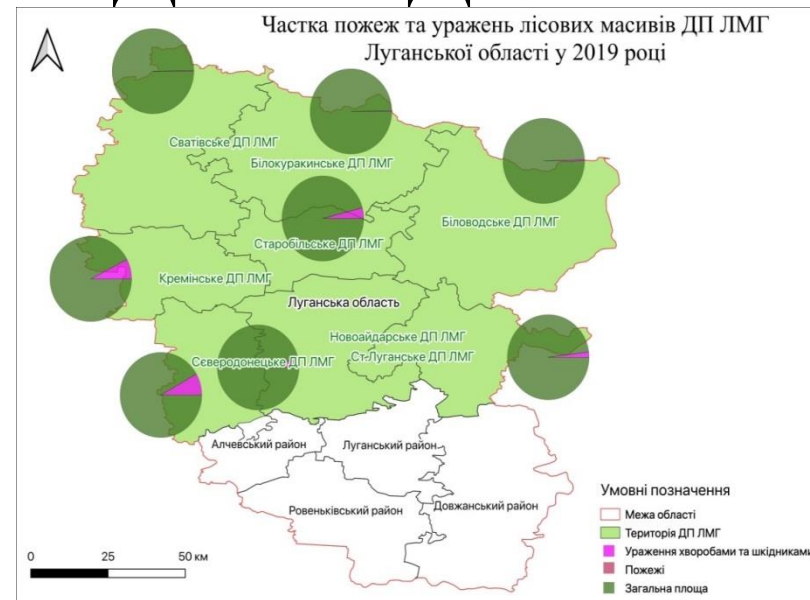 Частка пожеж та уражень лісових масивів ДП ЛМГ
Луганської області у 2019 році
Сватівське ДП ЛМГ
Білокуракинське ДП ЛМГ
Біловодське ДП ЛМГ
Старобільське ДП ЛМГ
Кремінське ДП ЛМГ
Луганська область
Новоайдарське ДП ЛМГ
Ст-Луганське ДП ЛМГ
Сєверодонецьке ДП ЛМГ
Алчевський район
Луганський район
Ровеньківський район
Довжанський район
Умовні позначення
Межа області
Територія ДП ЛМГ
Ураження хворобами та шкідниками
Пожежі
Загальна площа
0 25 50 км